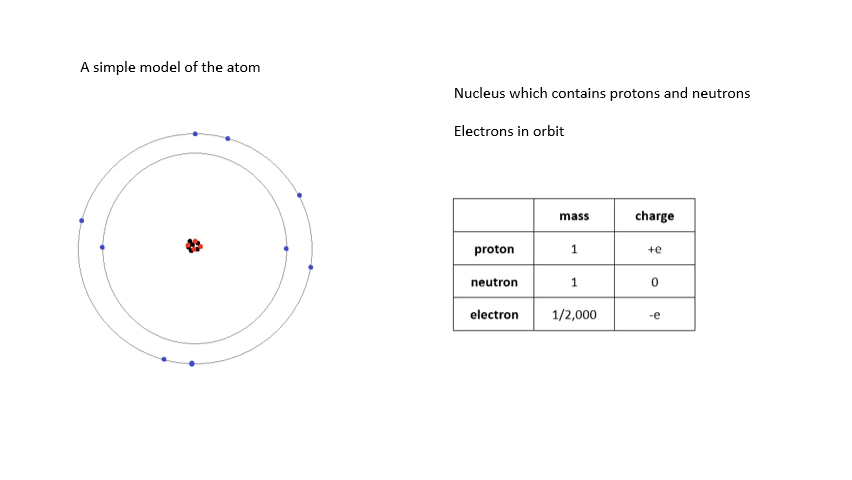 A simple model of the atom
Nucleus which contains protons and neutrons
Electrons in orbit
mass charge
proton 1 +e
neutron 1 0
electron 1/2,000 -e